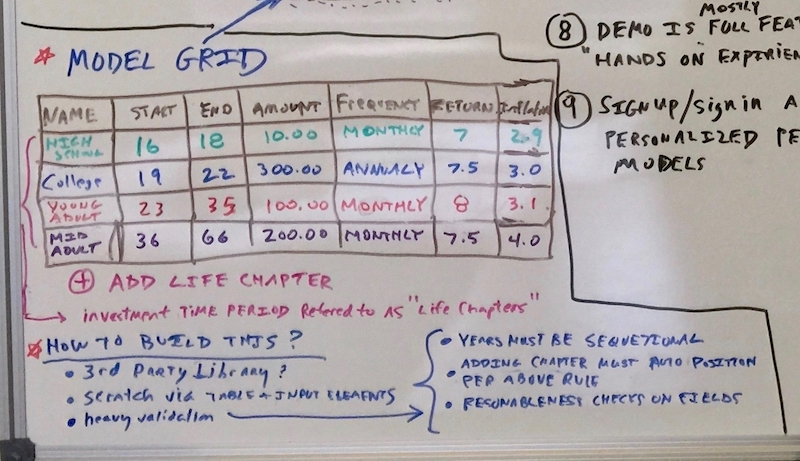 * MODEL GRID
NAME START END AMOUNT FREQUENCY RETURN Inflation
HIGH SCHOOL 16 18 10.00 MONTHLY 7 2.9
College 19 22 300.00 ANNUALY 7.5 3.0
YOUNG ADULT 23 35 100.00 MONTHLY 8 3.1
MID ADULT 36 66 200.00 MONTHLY 7.5 4.0
+ ADD LIFE CHAPTER
investment TIME PERIOD Refered to AS "Life Chapters"
* HOW TO BUILD THIS?
• 3rd Party Library?
• scratch via TABLE + INPUT ELEMENTS
• heavy validation
• YEARS MUST BE SEQUETIONAL
• ADDING CHAPTER MUST AUTO POSITION
PER ABOVE RULE
• RESONABLENESS CHECKS ON FIELDS
MOSTLY
8 DEMO IS FULL FEAT
"HANDS ON EXPIRIEN
9 SIGNUP/signin A
PERSONALIZED PE
MODELS